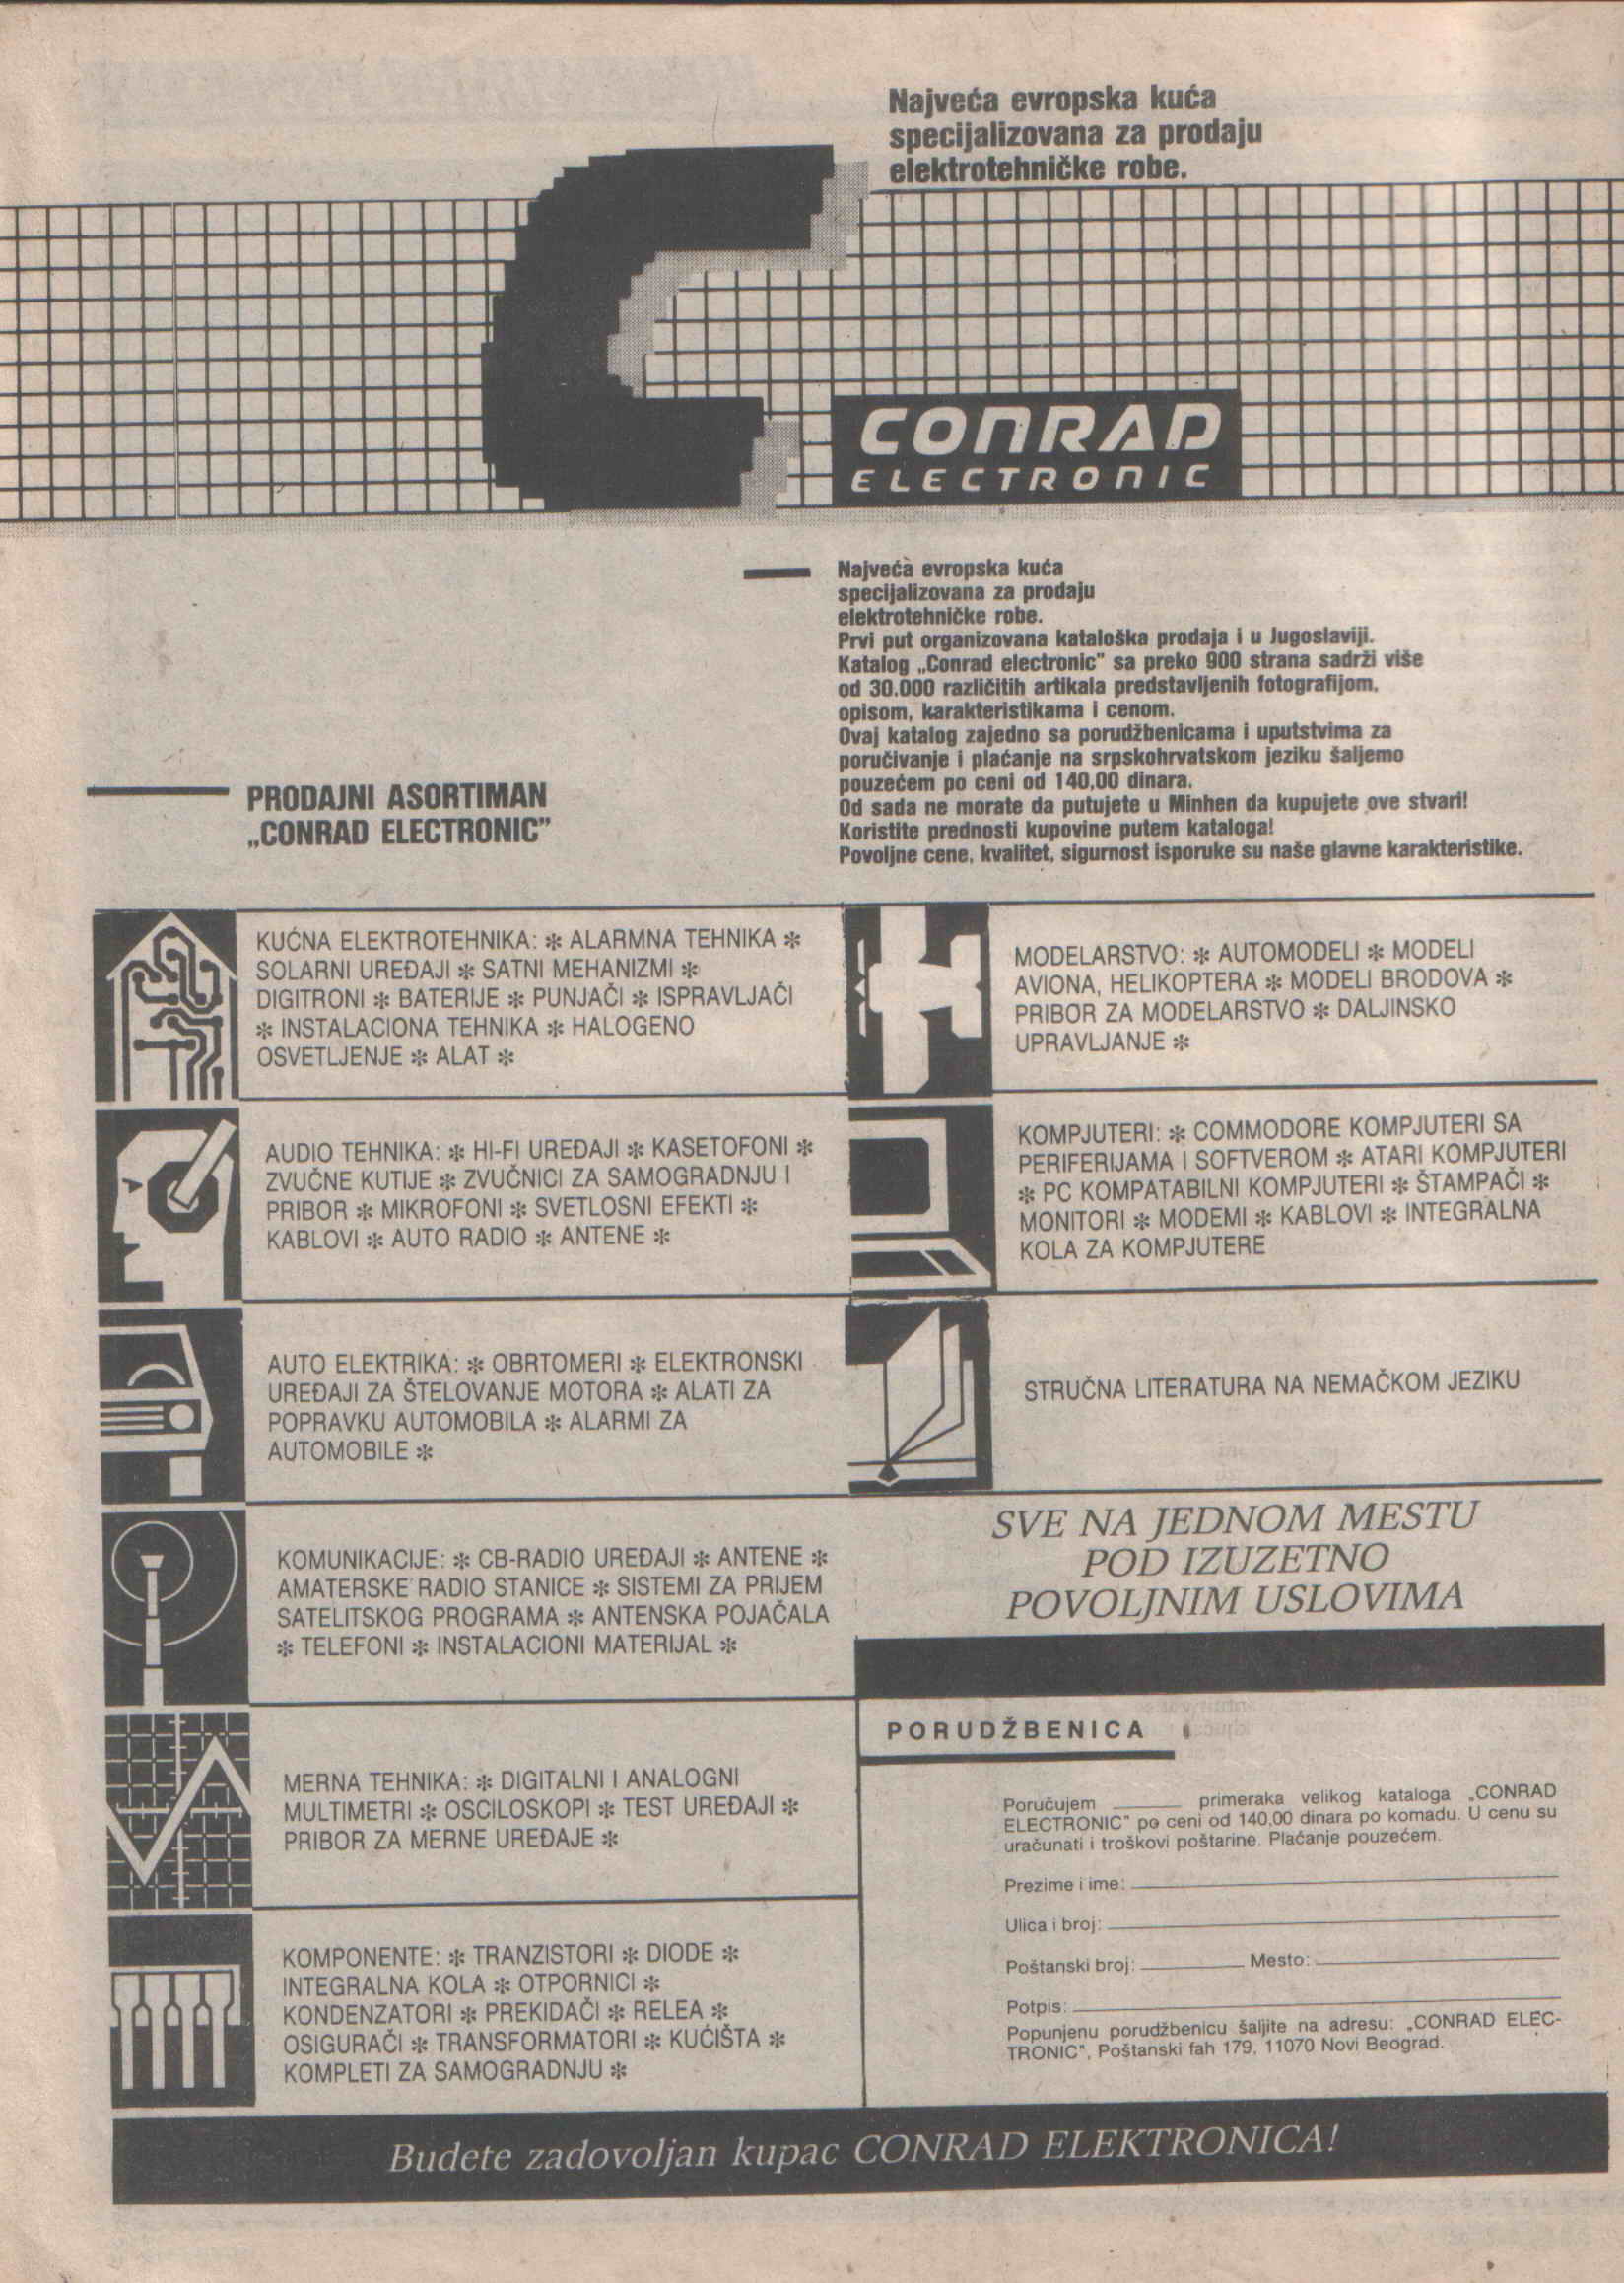 Najveća evropska kuća
specijalizovana za prodaju
elektrotehničke robe.
CONRAD
ELECTRONIC
Najveća evropska kuća
specijalizovana za prodaju
elektrotehničke robe.
Prvi put organizovana kataloška prodaja i u Jugoslaviji.
Katalog „Conrad electronic" sa preko 900 strana sadrži više
od 30.000 različitih artikala predstavljenih fotografijom,
opisom, karakteristikama i cenom.
Ovaj katalog zajedno sa porudžbenicama i uputstvima za
poručivanje i plaćanje na srpskohrvatskom jeziku šaljemo
pouzećem po ceni od 140,00 dinara.
Od sada ne morate da putujete u Minhen da kupujete ove stvari!
Koristite prednosti kupovine putem kataloga!
Povoljne cene, kvalitet, sigurnost isporuke su naše glavne karakteristike.
PRODAJNI ASORTIMAN
„CONRAD ELECTRONIC"
KUĆNA ELEKTROTEHNIKA: ✻ ALARMNA TEHNIKA ✻
SOLARNI UREĐAJI ✻ SATNI MEHANIZMI ✻
DIGITRONI ✻ BATERIJE ✻ PUNJAČI ✻ ISPRAVLJAČI
✻ INSTALACIONA TEHNIKA ✻ HALOGENO
OSVETLJENJE ✻ ALAT ✻
AUDIO TEHNIKA: ✻ HI-FI UREĐAJI ✻ KASETOFONI ✻
ZVUČNE KUTIJE ✻ ZVUČNICI ZA SAMOGRADNJU I
PRIBOR ✻ MIKROFONI ✻ SVETLOSNI EFEKTI ✻
KABLOVI ✻ AUTO RADIO ✻ ANTENE ✻
AUTO ELEKTRIKA: ✻ OBRTOMERI ✻ ELEKTRONSKI
UREĐAJI ZA ŠTELOVANJE MOTORA ✻ ALATI ZA
POPRAVKU AUTOMOBILA ✻ ALARMI ZA
AUTOMOBILE ✻
KOMUNIKACIJE: ✻ CB-RADIO UREĐAJI ✻ ANTENE ✻
AMATERSKE RADIO STANICE ✻ SISTEMI ZA PRIJEM
SATELITSKOG PROGRAMA ✻ ANTENSKA POJAČALA
✻ TELEFONI ✻ INSTALACIONI MATERIJAL ✻
MERNA TEHNIKA: ✻ DIGITALNI I ANALOGNI
MULTIMETRI ✻ OSCILOSKOPI ✻ TEST UREĐAJI ✻
PRIBOR ZA MERNE UREĐAJE ✻
KOMPONENTE: ✻ TRANZISTORI ✻ DIODE ✻
INTEGRALNA KOLA ✻ OTPORNICI ✻
KONDENZATORI ✻ PREKIDAČI ✻ RELEA ✻
OSIGURAČI ✻ TRANSFORMATORI ✻ KUĆIŠTA ✻
KOMPLETI ZA SAMOGRADNJU ✻
MODELARSTVO: ✻ AUTOMODELI ✻ MODELI
AVIONA, HELIKOPTERA ✻ MODELI BRODOVA ✻
PRIBOR ZA MODELARSTVO ✻ DALJINSKO
UPRAVLJANJE ✻
KOMPJUTERI: ✻ COMMODORE KOMPJUTERI SA
PERIFERIJAMA I SOFTVEROM ✻ ATARI KOMPJUTERI
✻ PC KOMPATABILNI KOMPJUTERI ✻ ŠTAMPAČI ✻
MONITORI ✻ MODEMI ✻ KABLOVI ✻ INTEGRALNA
KOLA ZA KOMPJUTERE
STRUČNA LITERATURA NA NEMAČKOM JEZIKU
SVE NA JEDNOM MESTU
POD IZUZETNO
POVOLJNIM USLOVIMA
PORUDŽBENICA
Poručujem ______ primeraka velikog kataloga „CONRAD
ELECTRONIC" po ceni od 140,00 dinara po komadu. U cenu su
uračunati i troškovi poštarine. Plaćanje pouzećem.
Prezime i ime:
Ulica i broj:
Poštanski broj: ______ Mesto:
Potpis:
Popunjenu porudžbenicu šaljite na adresu: „CONRAD ELEC-
TRONIC", Poštanski fah 179, 11070 Novi Beograd.
Budete zadovoljan kupac CONRAD ELEKTRONICA!